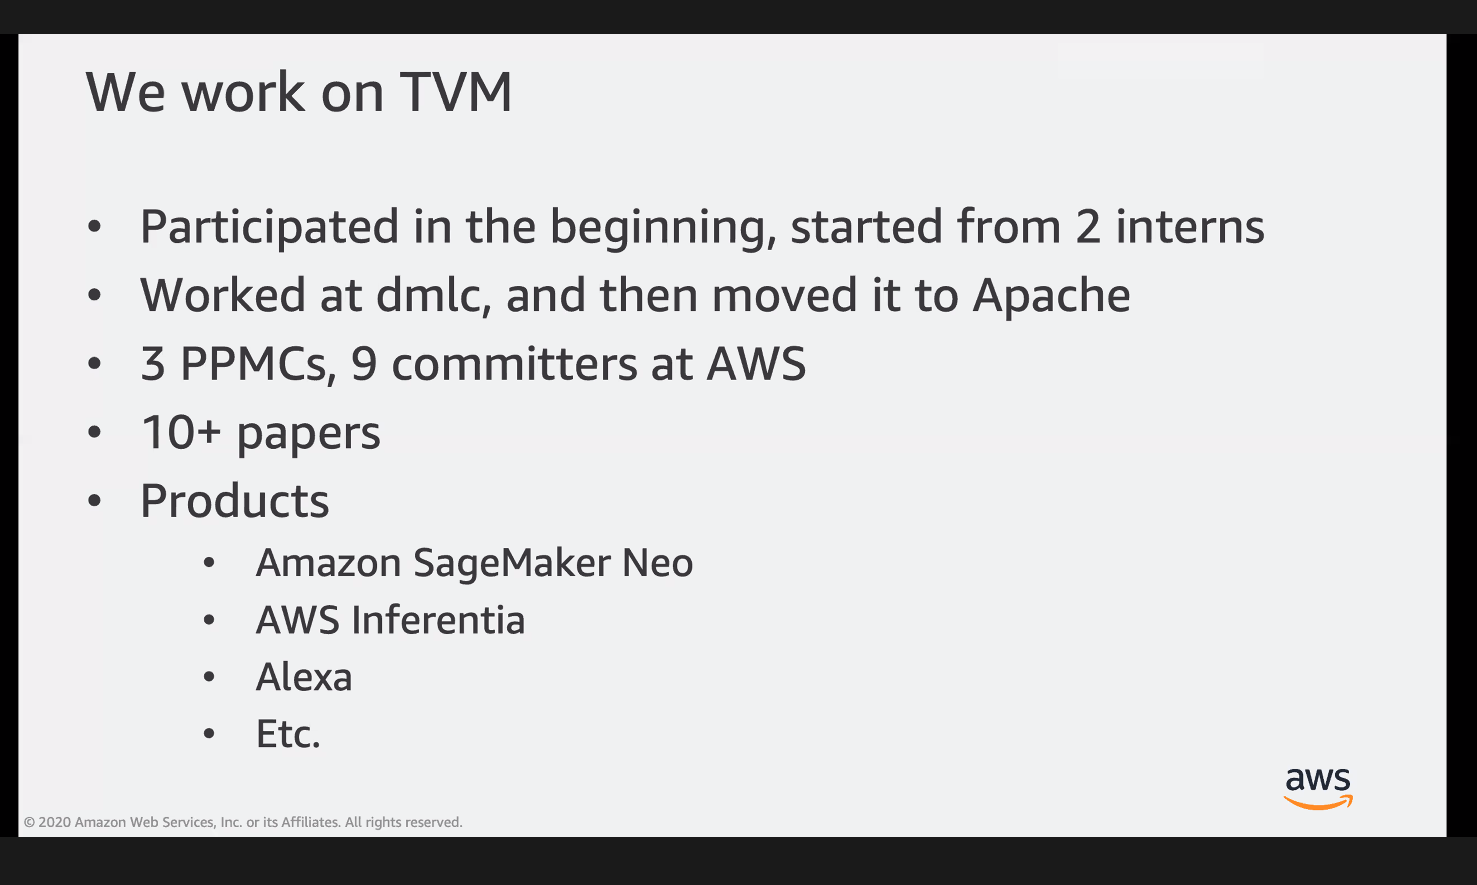 We work on TVM
• Participated in the beginning, started from 2 interns
• Worked at dmlc, and then moved it to Apache
• 3 PPMCs, 9 committers at AWS
• 10+ papers
• Products
• Amazon SageMaker Neo
• AWS Inferentia
• Alexa
• Etc.
aws
© 2020 Amazon Web Services, Inc. or its Affiliates. All rights reserved.